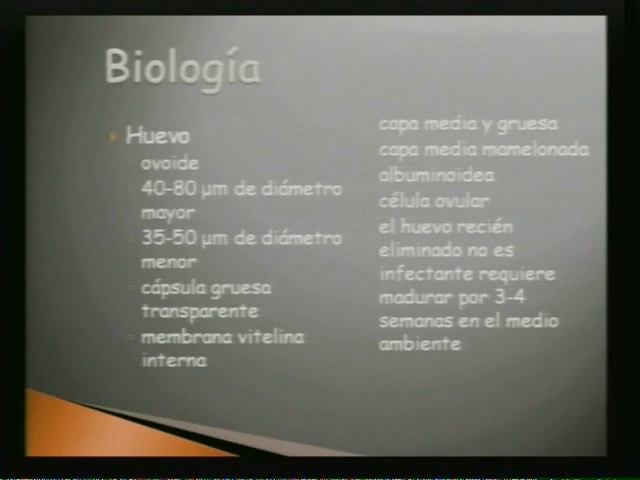 Biología
Huevo
ovoide
40-80 µm de diámetro
mayor
35-50 µm de diámetro
menor
cápsula gruesa
transparente
membrana vitelina
interna
capa media y gruesa
capa media mamelonada
albuminoidea
célula ovular
el huevo recién
eliminado no es
infectante requiere
madurar por 3-4
semanas en el medio
ambiente